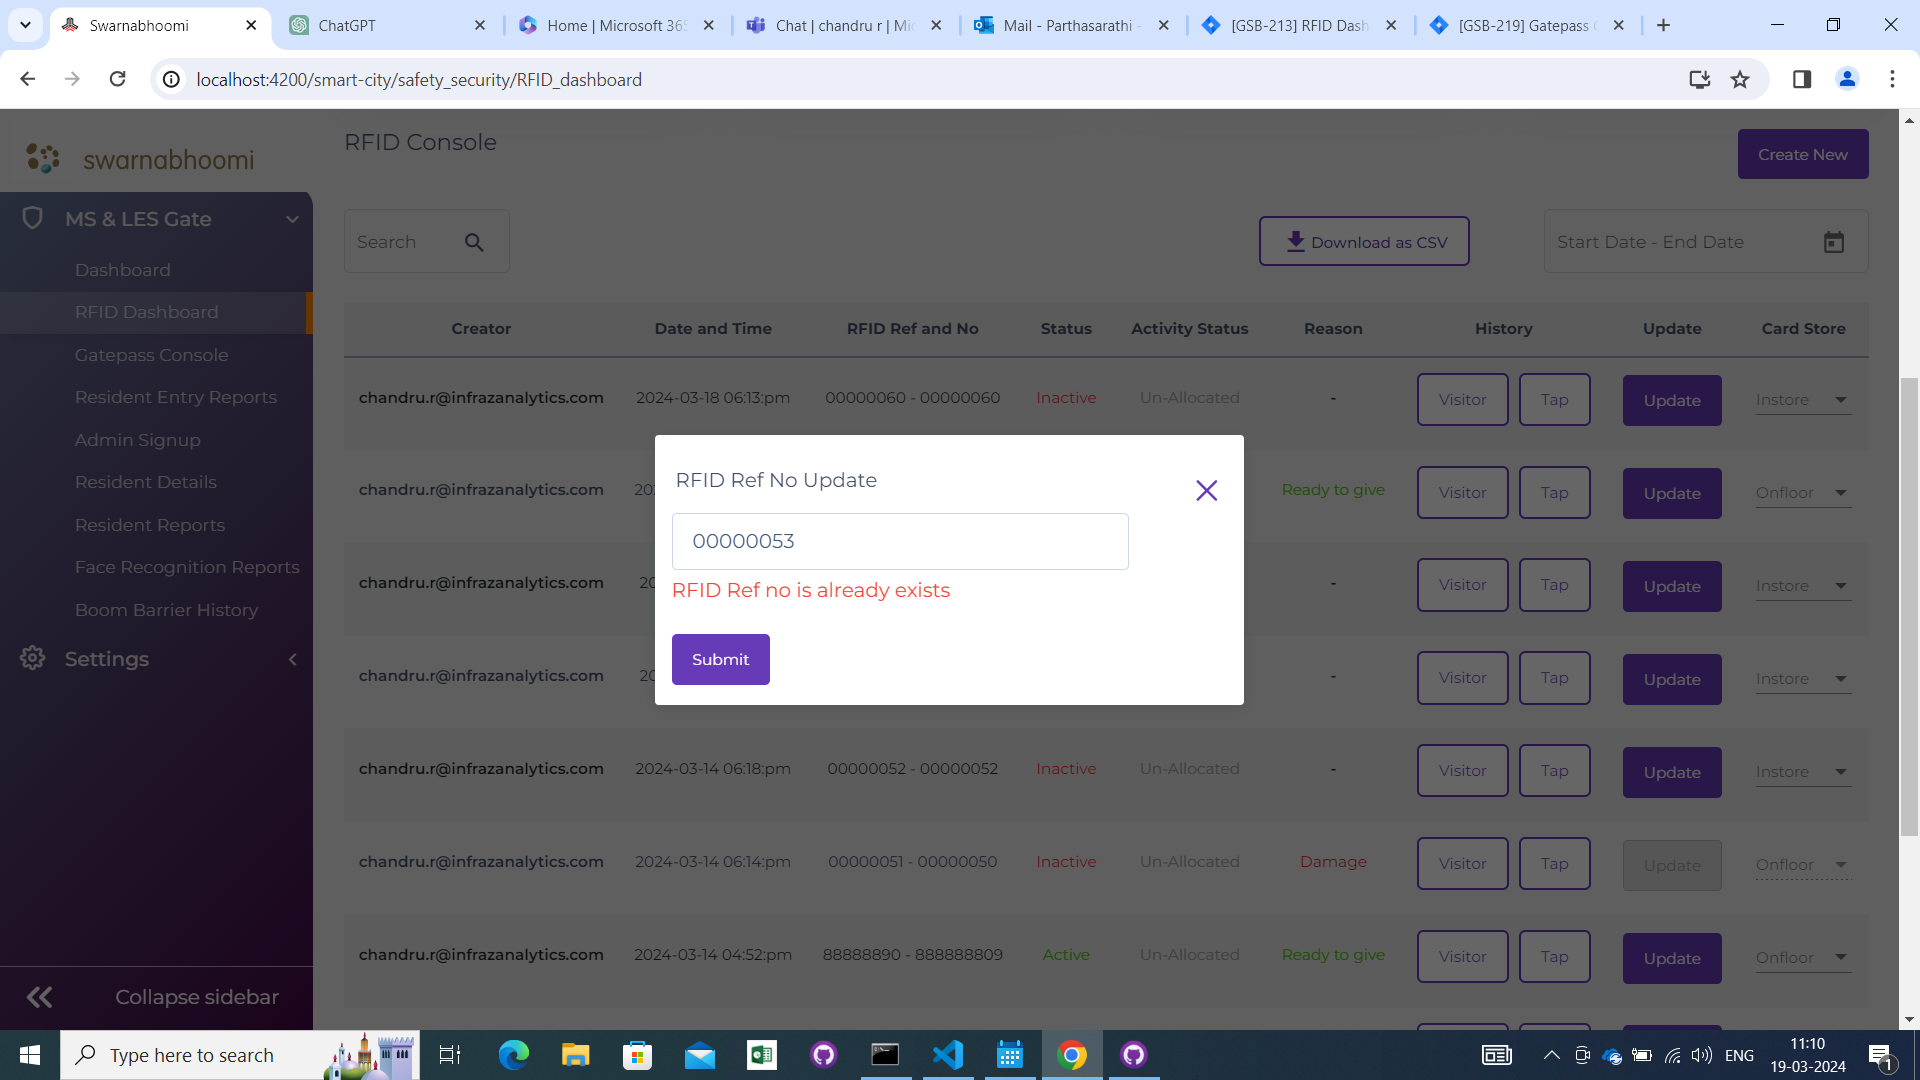 Swarnabhoomi
ChatGPT
Home | Microsoft 365
Chat | chandru r | Mi
Mail - Parthasarathi -
[GSB-213] RFID Dash
[GSB-219] Gatepass
localhost:4200/smart-city/safety_security/RFID_dashboard
swarnabhoomi
RFID Console
Create New
MS & LES Gate
Dashboard
RFID Dashboard
Gatepass Console
Resident Entry Reports
Admin Signup
Resident Details
Resident Reports
Face Recognition Reports
Boom Barrier History
Settings
Collapse sidebar
Search
Download as CSV
Start Date - End Date
Creator Date and Time RFID Ref and No Status Activity Status Reason History Update Card Store
chandru.r@infrazanalytics.com 2024-03-18 06:13:pm 00000060 - 00000060 Inactive Un-Allocated - Visitor Tap Update Instore
chandru.r@infrazanalytics.com 20 Ready to give Visitor Tap Update Onfloor
chandru.r@infrazanalytics.com 20 - Visitor Tap Update Instore
chandru.r@infrazanalytics.com 20 - Visitor Tap Update Instore
chandru.r@infrazanalytics.com 2024-03-14 06:18:pm 00000052 - 00000052 Inactive Un-Allocated - Visitor Tap Update Instore
chandru.r@infrazanalytics.com 2024-03-14 06:14:pm 00000051 - 00000050 Inactive Un-Allocated Damage Visitor Tap Update Onfloor
chandru.r@infrazanalytics.com 2024-03-14 04:52:pm 88888890 - 888888809 Active Un-Allocated Ready to give Visitor Tap Update Onfloor
RFID Ref No Update
00000053
RFID Ref no is already exists
Submit
Type here to search
ENG
11:10
19-03-2024
1